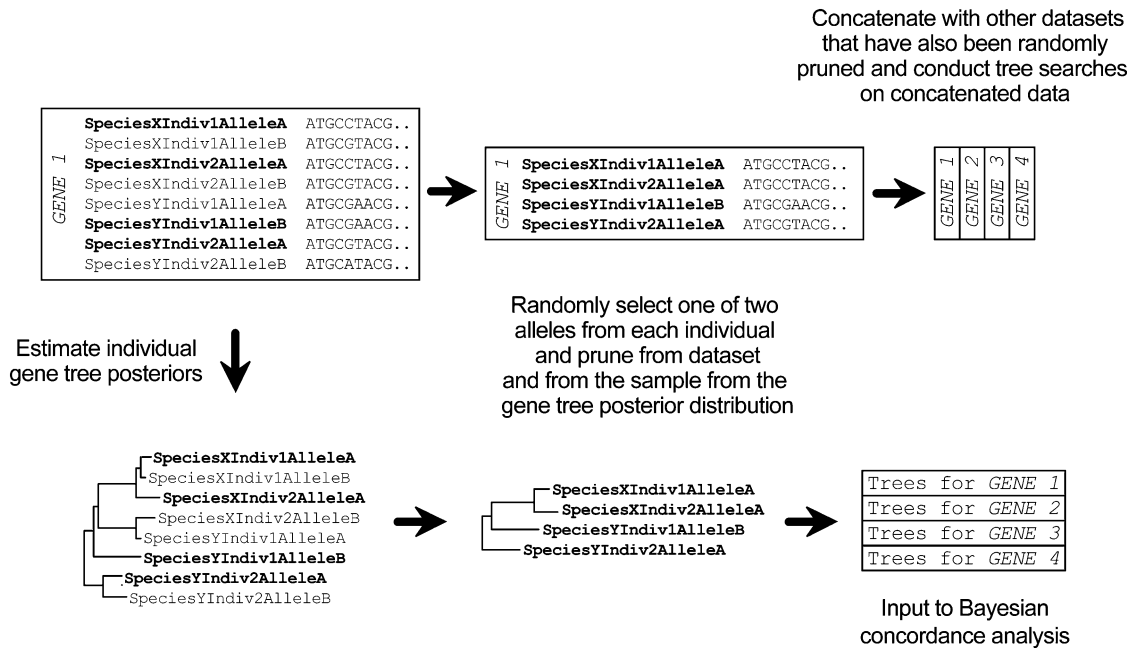 Concatenate with other datasets
that have also been randomly
pruned and conduct tree searches
on concatenated data
GENE 1
SpeciesXIndiv1AlleleA ATGCCTACG..
SpeciesXIndiv1AlleleB ATGCGTACG..
SpeciesXIndiv2AlleleA ATGCCTACG..
SpeciesXIndiv2AlleleB ATGCGTACG..
SpeciesYIndiv1AlleleA ATGCGAACG..
SpeciesYIndiv1AlleleB ATGCGAACG..
SpeciesYIndiv2AlleleA ATGCGTACG..
SpeciesYIndiv2AlleleB ATGCATACG..
GENE 1
SpeciesXIndiv1AlleleA ATGCCTACG..
SpeciesXIndiv2AlleleA ATGCCTACG..
SpeciesYIndiv1AlleleB ATGCGAACG..
SpeciesYIndiv2AlleleA ATGCGTACG..
GENE 1
GENE 2
GENE 3
GENE 4
Estimate individual
gene tree posteriors
Randomly select one of two
alleles from each individual
and prune from dataset
and from the sample from the
gene tree posterior distribution
SpeciesXIndiv1AlleleA
SpeciesXIndiv1AlleleB
SpeciesXIndiv2AlleleA
SpeciesXIndiv2AlleleB
SpeciesYIndiv1AlleleA
SpeciesYIndiv1AlleleB
SpeciesYIndiv2AlleleA
SpeciesYIndiv2AlleleB
SpeciesXIndiv1AlleleA
SpeciesXIndiv2AlleleA
SpeciesYIndiv1AlleleB
SpeciesYIndiv2AlleleA
Trees for GENE 1
Trees for GENE 2
Trees for GENE 3
Trees for GENE 4
Input to Bayesian
concordance analysis